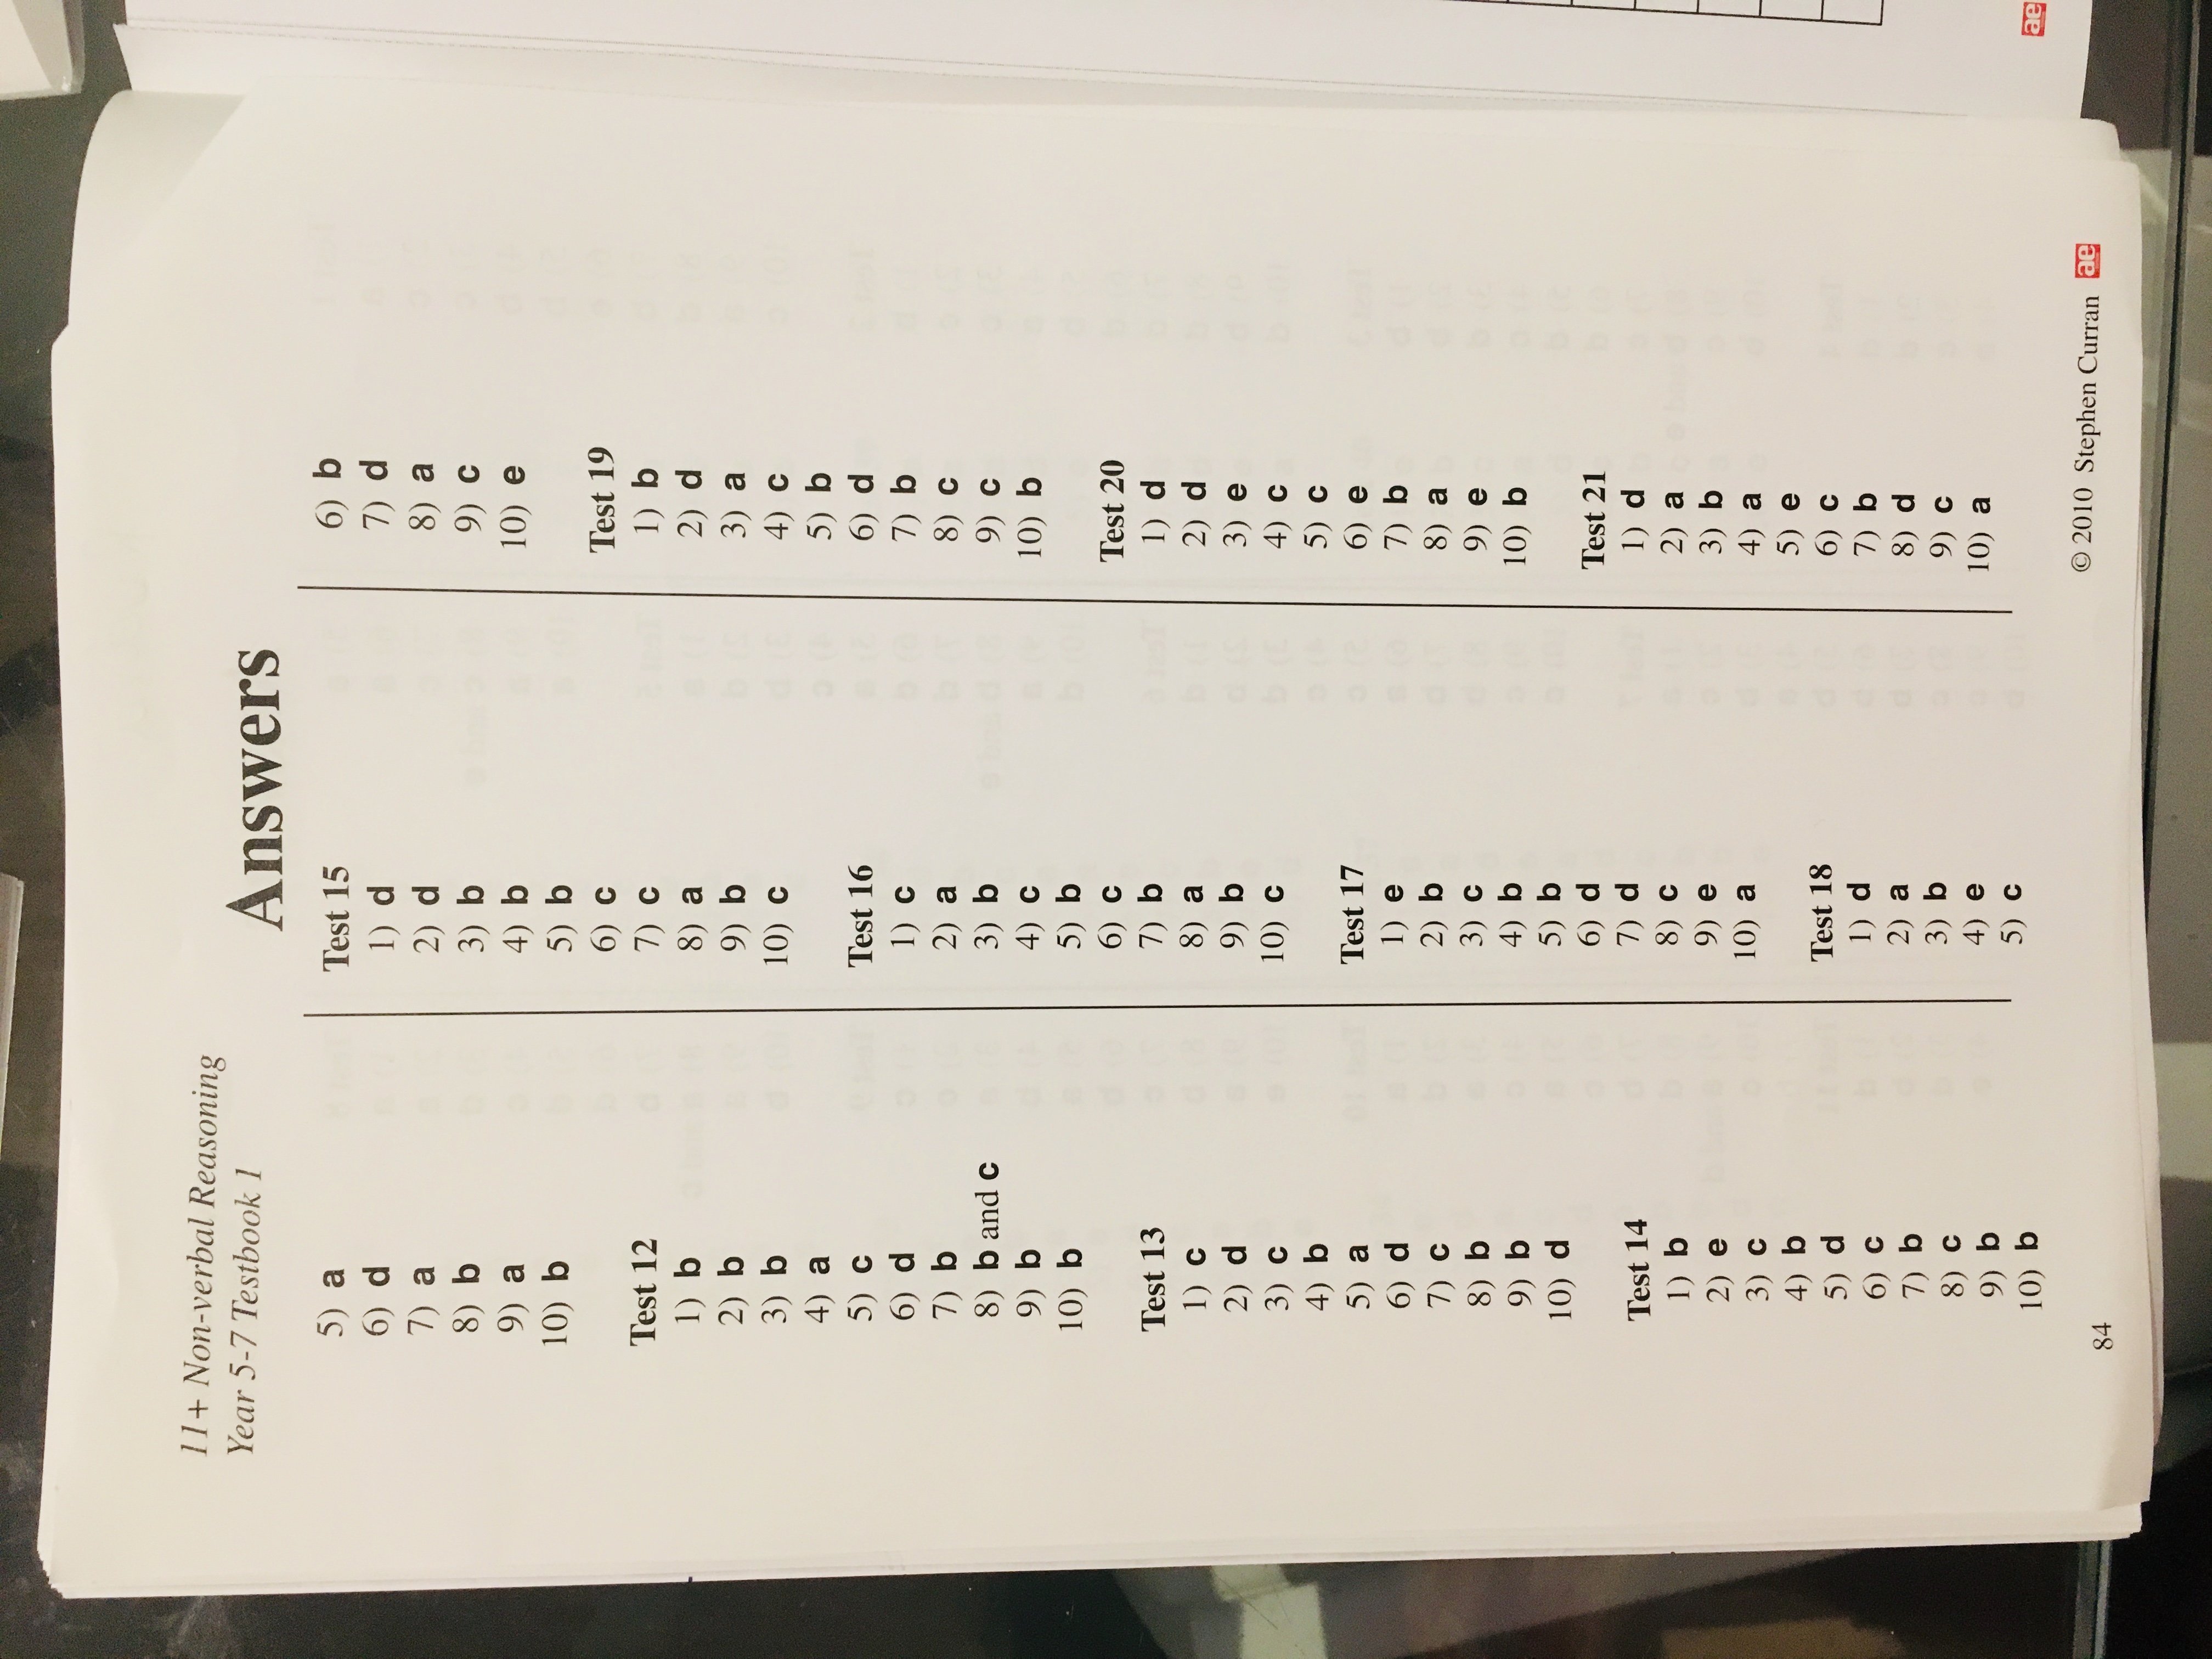 11+ Non-verbal Reasoning
Year 5-7 Testbook 1
Answers
5) a
6) d
7) a
8) b
9) a
10) b
Test 12
1) b
2) b
3) b
4) a
5) c
6) d
7) b
8) b and c
9) b
10) b
Test 13
1) c
2) d
3) c
4) b
5) a
6) d
7) c
8) b
9) b
10) d
Test 14
1) b
2) e
3) c
4) b
5) d
6) c
7) b
8) c
9) b
10) b
Test 15
1) d
2) d
3) b
4) b
5) b
6) c
7) c
8) a
9) b
10) c
Test 16
1) c
2) a
3) b
4) c
5) b
6) c
7) b
8) a
9) b
10) c
Test 17
1) e
2) b
3) c
4) b
5) b
6) d
7) d
8) c
9) e
10) a
Test 18
1) d
2) a
3) b
4) e
5) c
6) b
7) d
8) a
9) c
10) e
Test 19
1) b
2) d
3) a
4) c
5) b
6) d
7) b
8) c
9) c
10) b
Test 20
1) d
2) d
3) e
4) c
5) c
6) e
7) b
8) a
9) e
10) b
Test 21
1) d
2) a
3) b
4) a
5) e
6) c
7) b
8) d
9) c
10) a
84
© 2010 Stephen Curran ae
ae